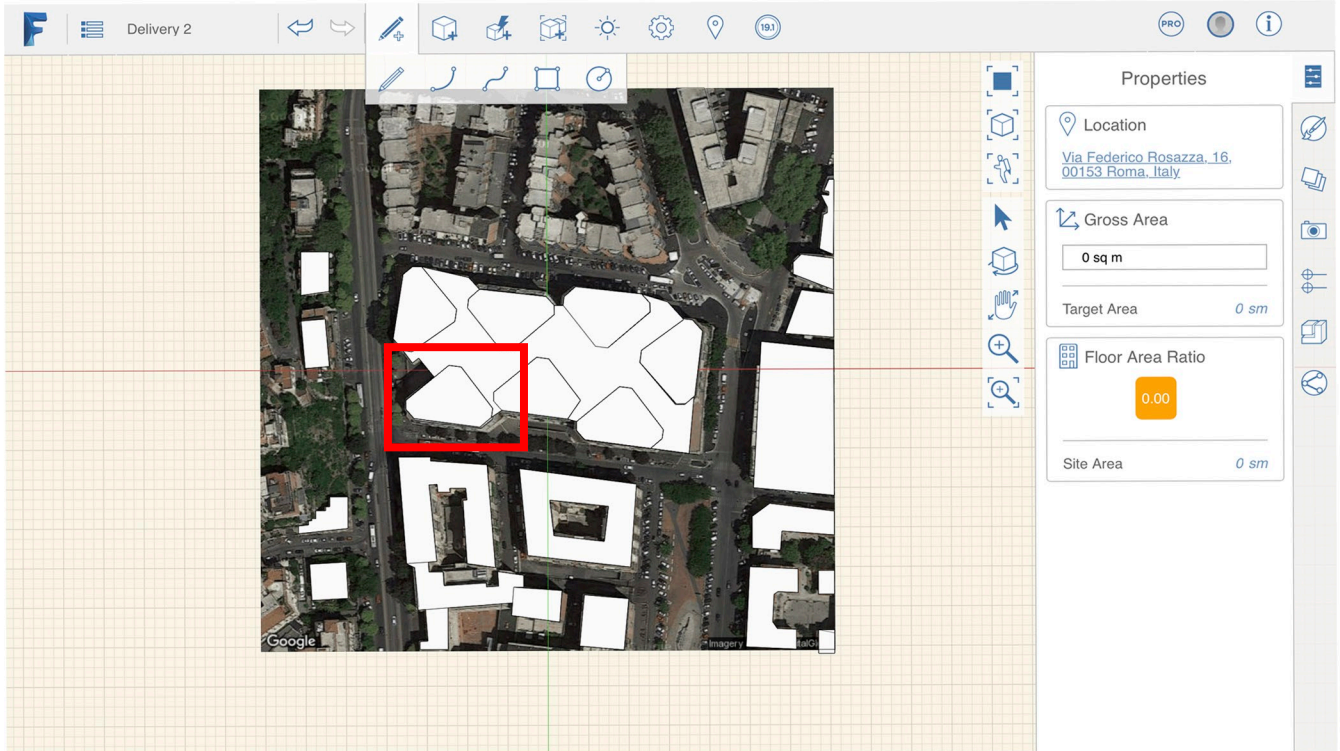 Delivery 2
19.1
PRO
Properties
Location
Via Federico Rosazza, 16,
00153 Roma, Italy
Gross Area
0 sq m
Target Area 0 sm
Floor Area Ratio
0.00
Site Area 0 sm
Google
Imagery